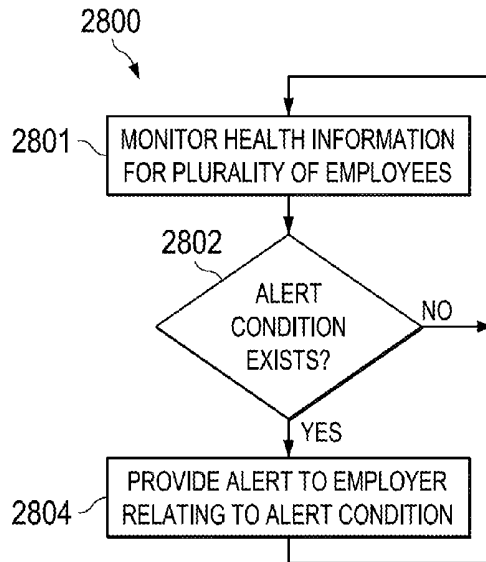 2800
2801
MONITOR HEALTH INFORMATION
FOR PLURALITY OF EMPLOYEES
2802
ALERT
CONDITION
EXISTS?
NO
YES
2804
PROVIDE ALERT TO EMPLOYER
RELATING TO ALERT CONDITION